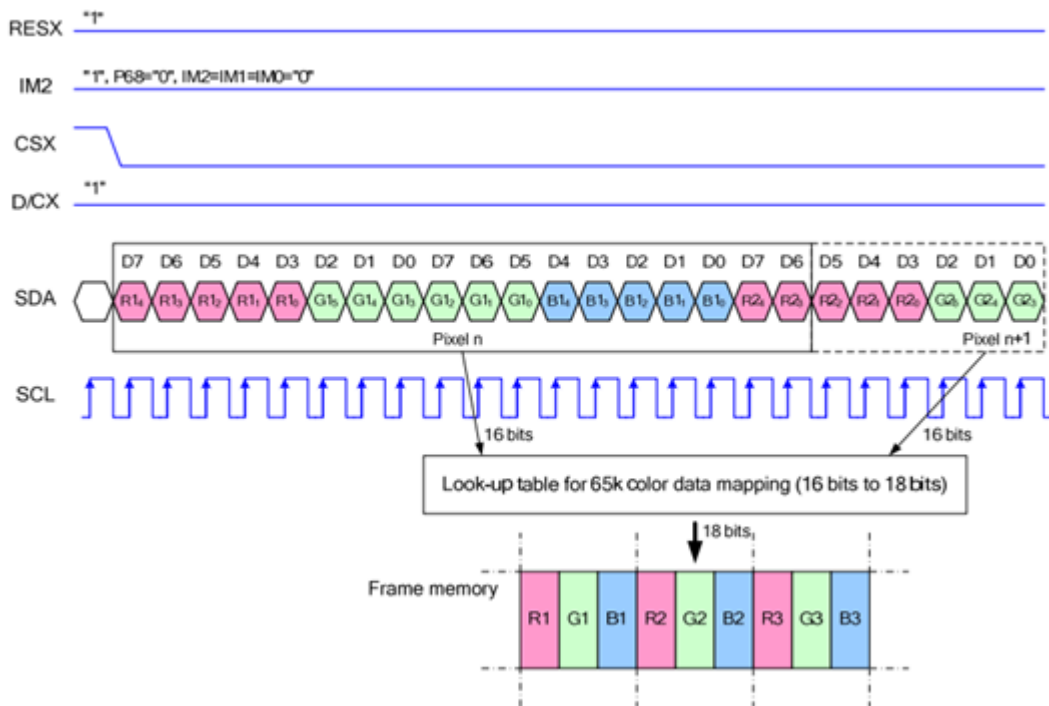 RESX "1"
IM2 "1", P68="0", IM2=IM1=IM0="0"
CSX
D/CX "1"
D7 D6 D5 D4 D3 D2 D1 D0 D7 D6 D5 D4 D3 D2 D1 D0 D7 D6 D5 D4 D3 D2 D1 D0
SDA R1₄ R1₃ R1₂ R1₁ R1₀ G1₅ G1₄ G1₃ G1₂ G1₁ G1₀ B1₄ B1₃ B1₂ B1₁ B1₀ R2₄ R2₃ R2₂ R2₁ R2₀ G2₅ G2₄ G2₃
Pixel n Pixel n+1
SCL
16 bits 16 bits
Look-up table for 65k color data mapping (16 bits to 18 bits)
18 bits
Frame memory
R1 G1 B1 R2 G2 B2 R3 G3 B3